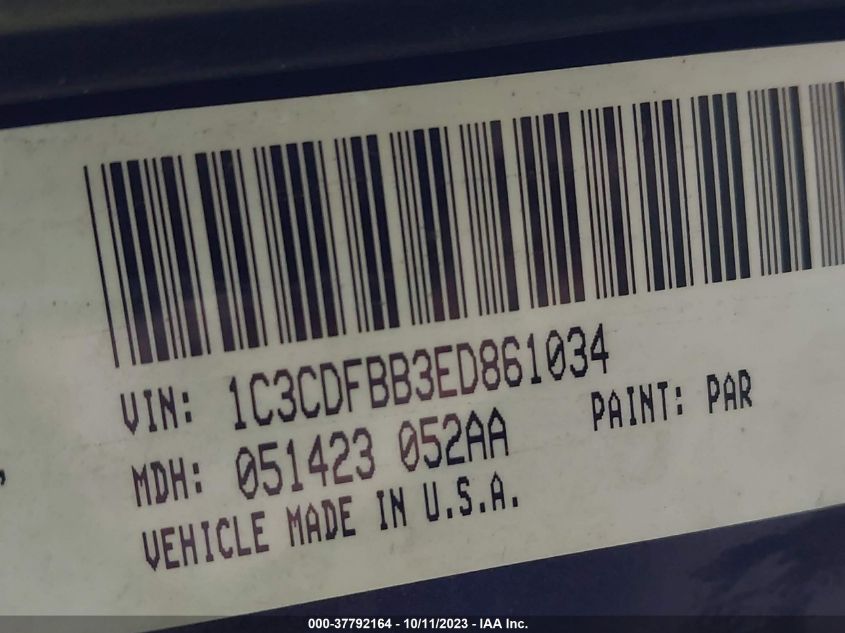 VIN: 1C3CDFBB3ED861034
MDH: 051423 052AA PAINT: PAR
VEHICLE MADE IN U.S.A.
000-37792164 - 10/11/2023 - IAA Inc.